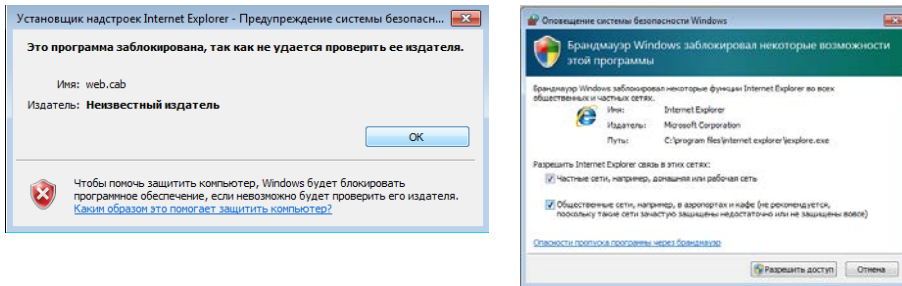 Установщик надстроек Internet Explorer - Предупреждение системы безопасн...
Это программа заблокирована, так как не удается проверить ее издателя.
Имя: web.cab
Издатель: Неизвестный издатель
OK
Чтобы помочь защитить компьютер, Windows будет блокировать
программное обеспечение, если невозможно будет проверить его издателя.
Каким образом это помогает защитить компьютер?
Оповещение системы безопасности Windows
Брандмауэр Windows заблокировал некоторые возможности
этой программы
Брандмауэр Windows заблокировал некоторые функции Internet Explorer во всех
общественных и частных сетях.
Имя: Internet Explorer
Издатель: Microsoft Corporation
Путь: C:\program files\internet explorer\iexplore.exe
Разрешить Internet Explorer связь в этих сетях:
Частные сети, например, домашняя или рабочая сеть
Общественные сети, например, в аэропортах и кафе (не рекомендуется,
поскольку такие сети зачастую защищены недостаточно или не защищены вовсе)
Опасности пропуска программы через брандмауэр
Разрешить доступ
Отмена